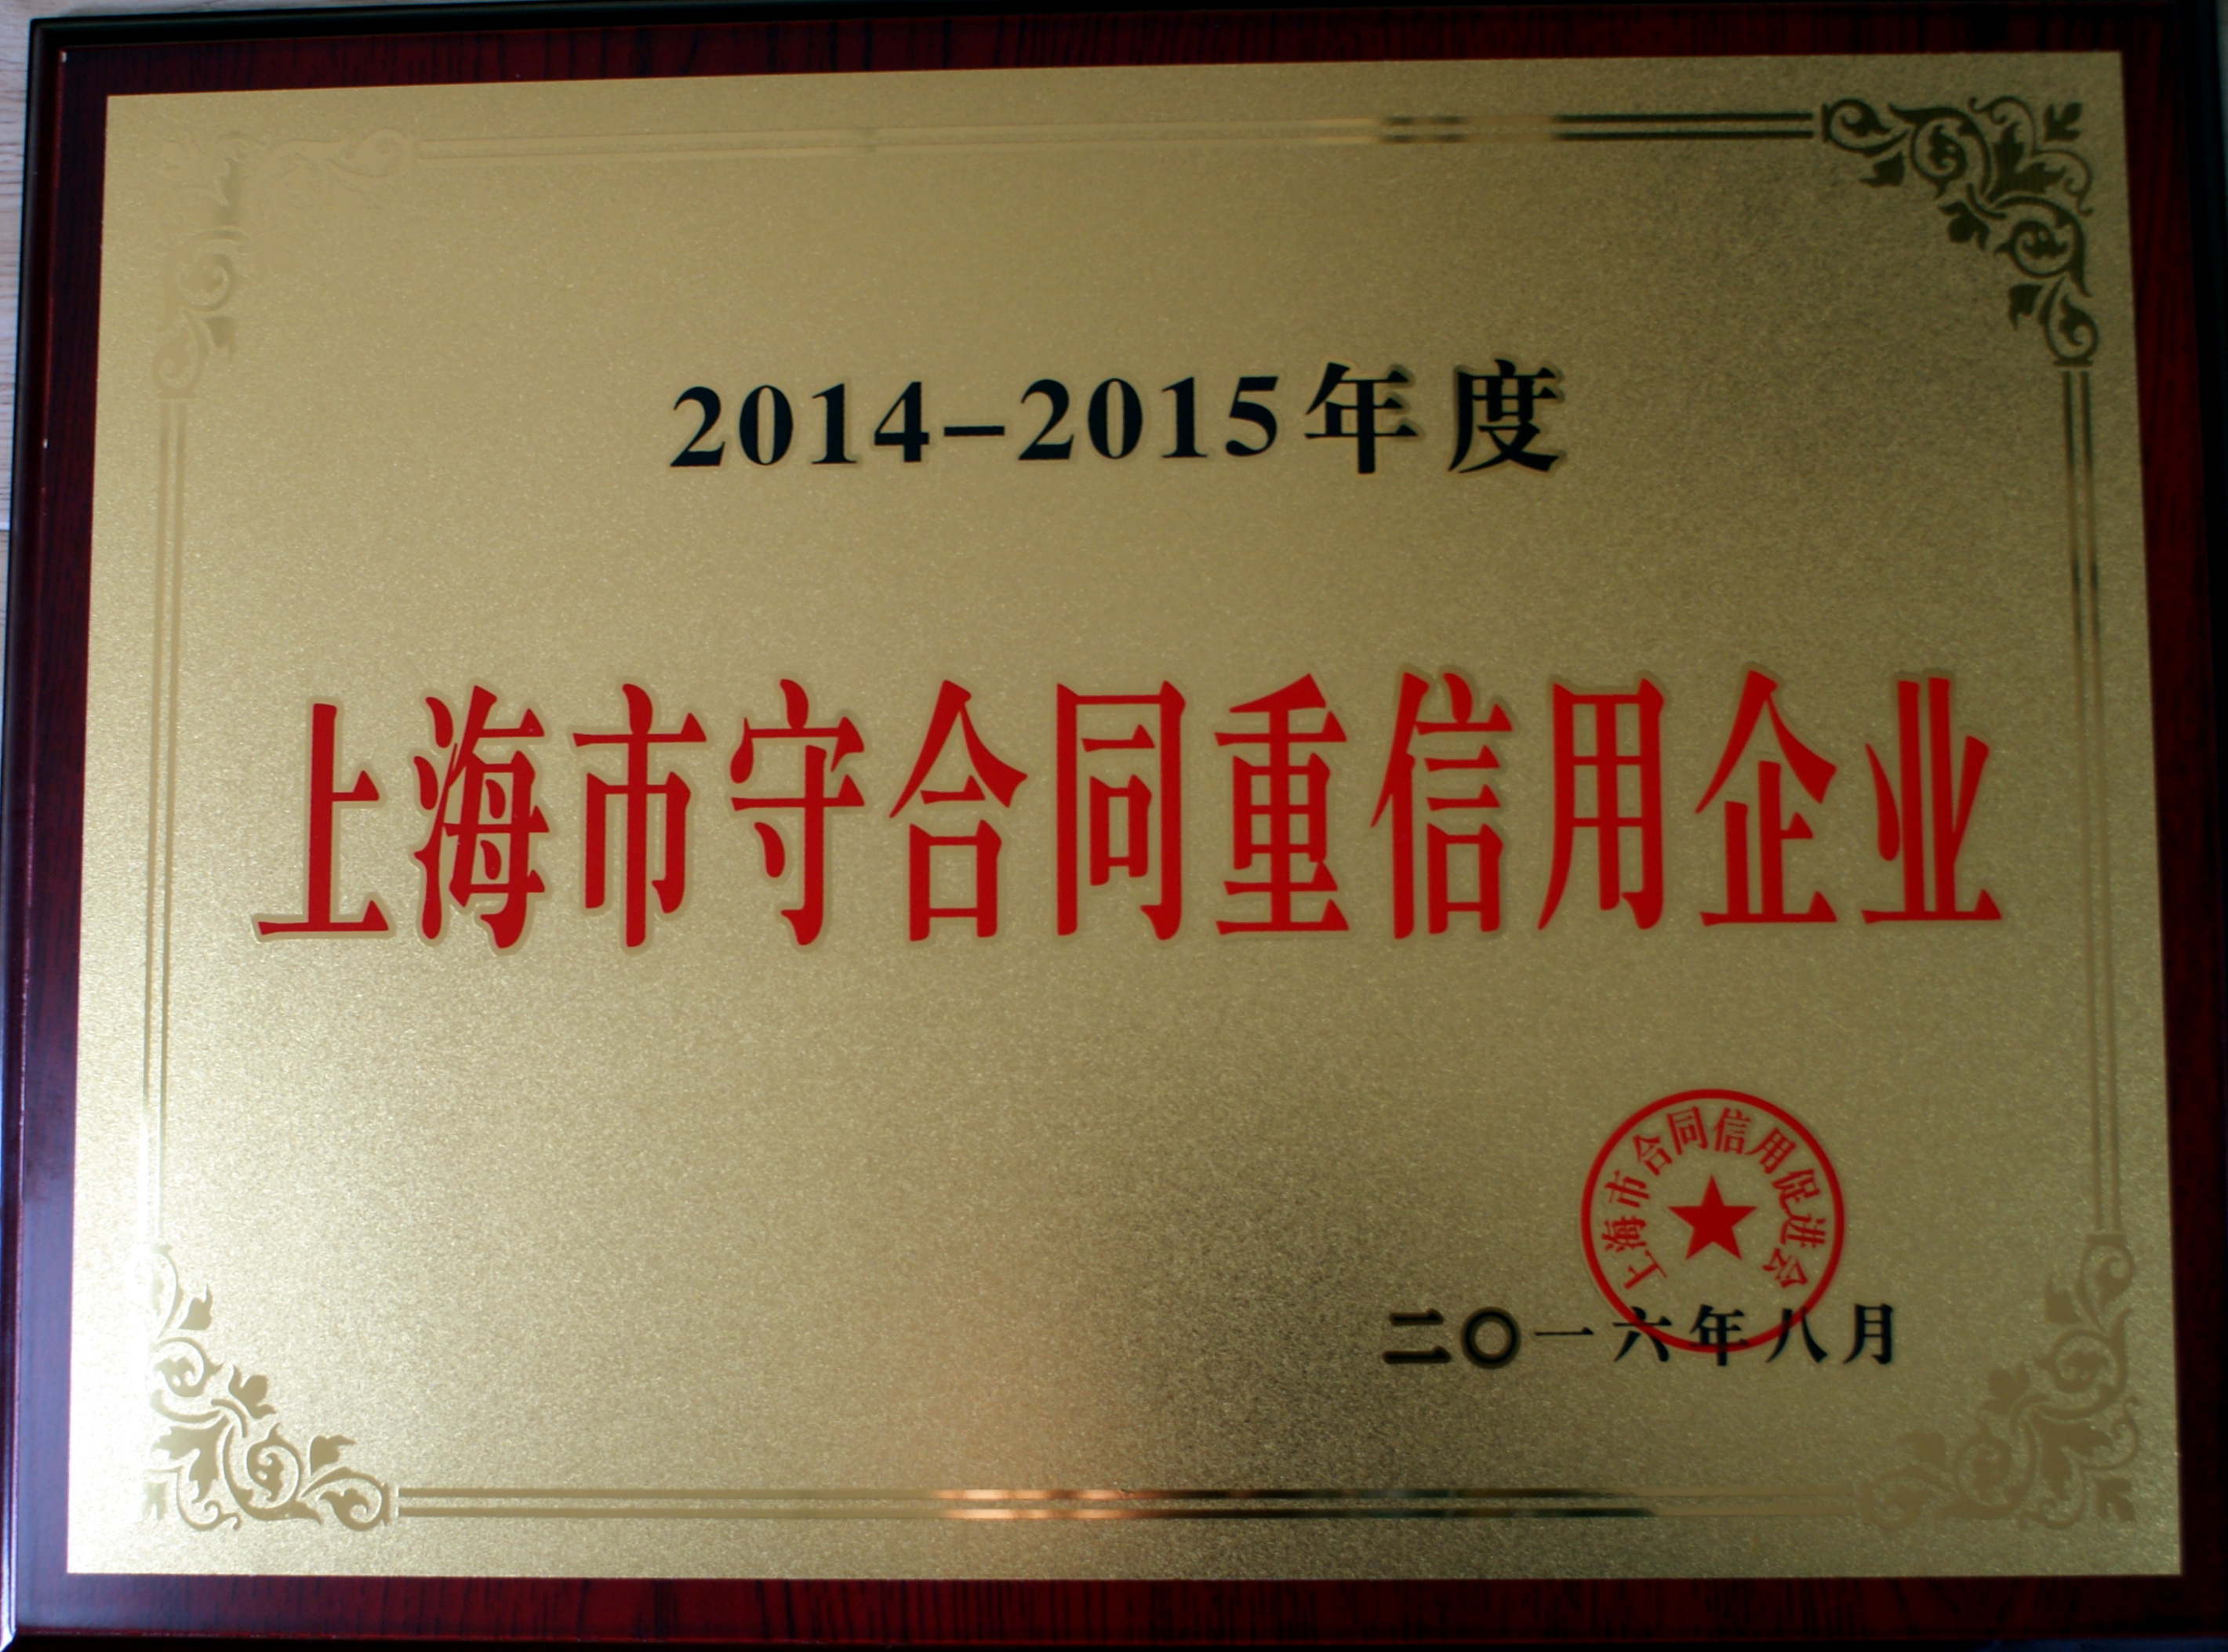 2014-2015年度
上海市守合同重信用企业
上海市合同信用促进会
二〇一六年八月